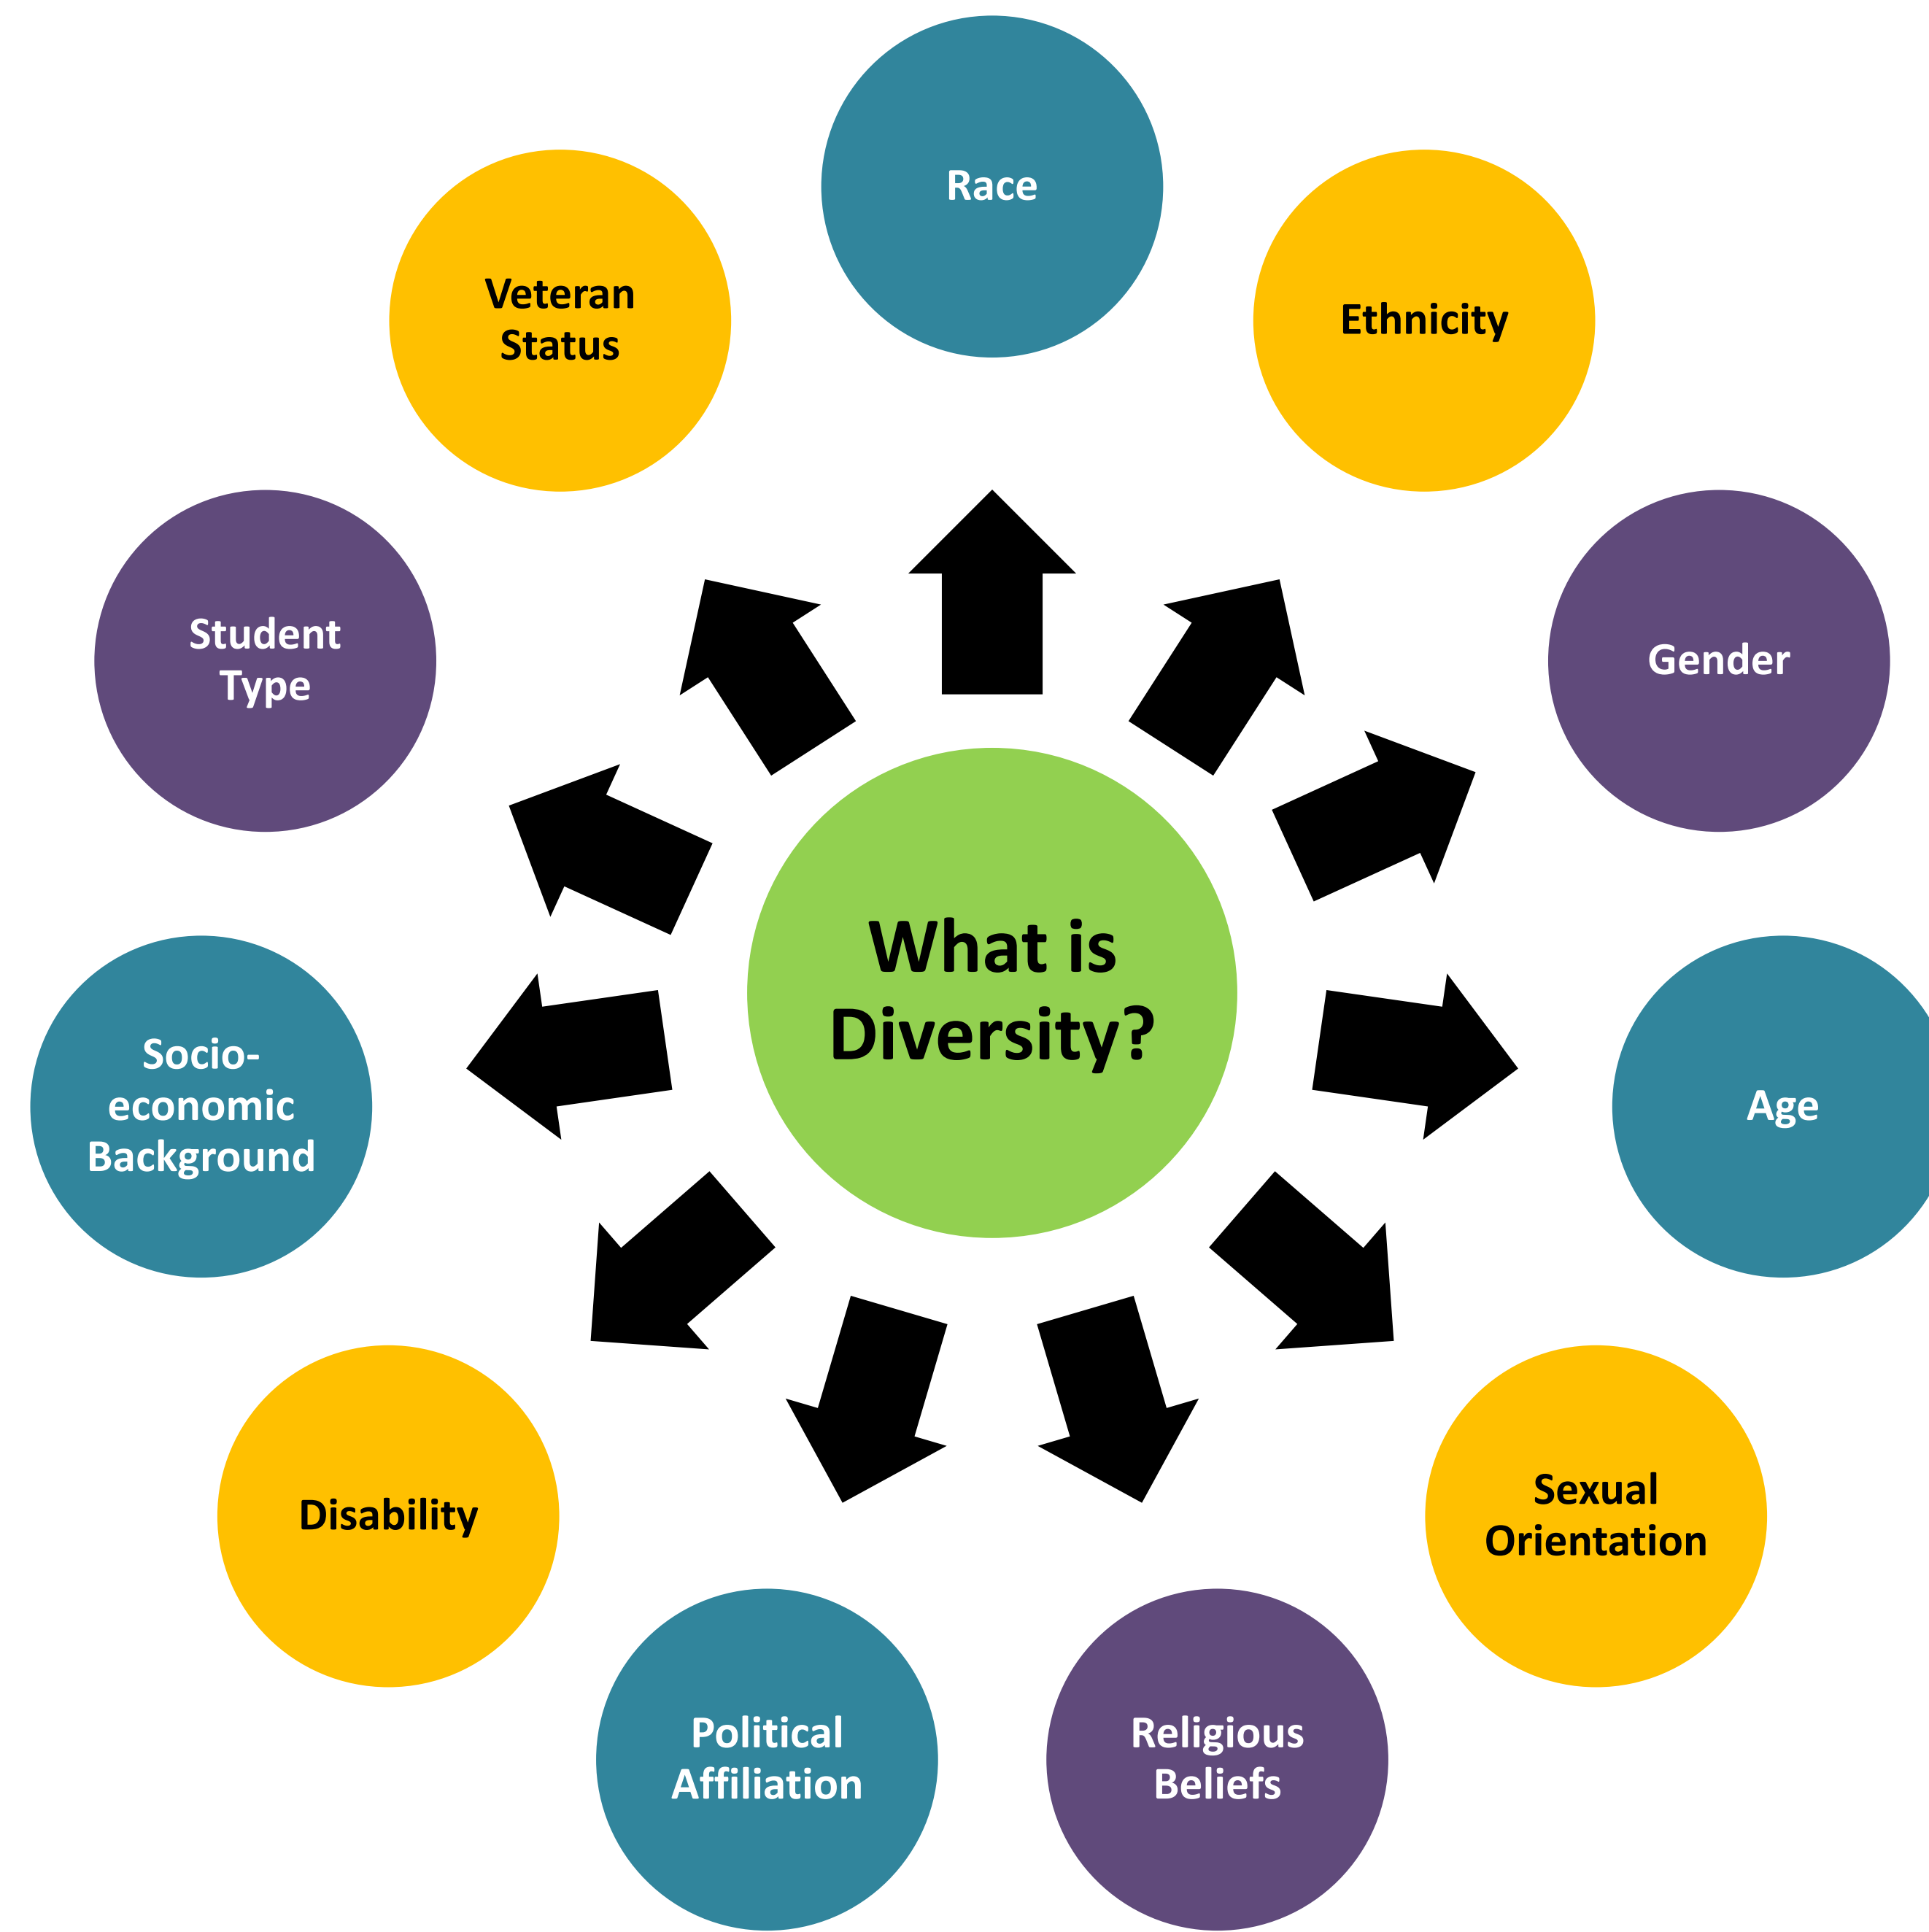 Race
Ethnicity
Gender
Age
Sexual
Orientation
Religious
Beliefs
Political
Affiliation
Disability
Socio-
economic
Background
Student
Type
Veteran
Status
What is
Diversity?